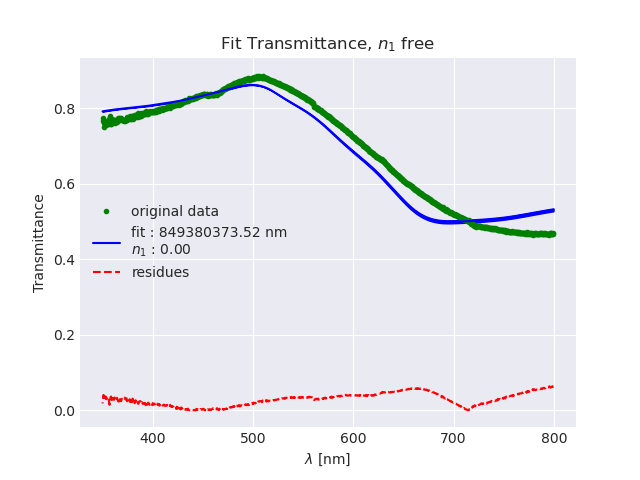 Fit Transmittance, n₁ free
Transmittance
0.8
0.6
0.4
0.2
0.0
original data
fit : 849380373.52 nm
n₁ : 0.00
residues
400 500 600 700 800
λ [nm]